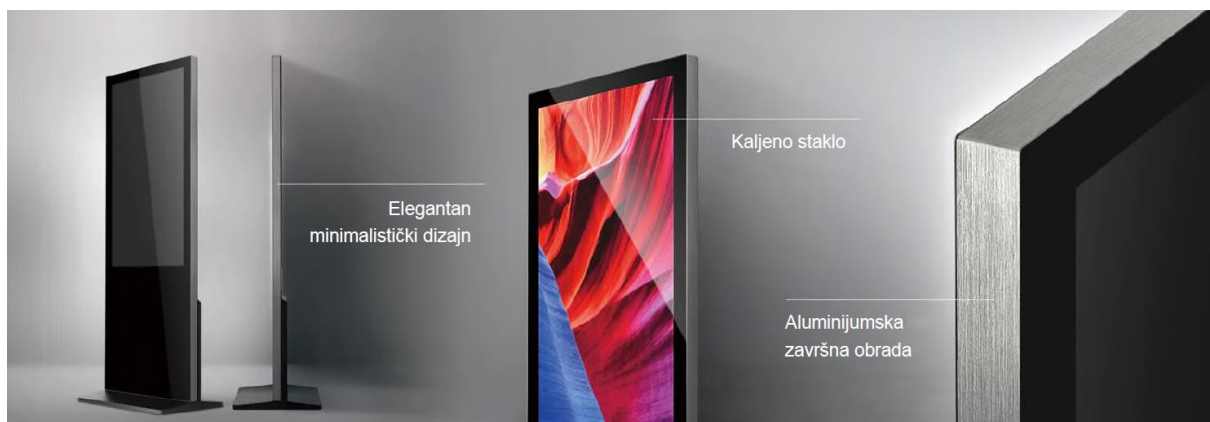 Elegantan
minimalistički dizajn
Kaljeno staklo
Aluminijumska
završna obrada